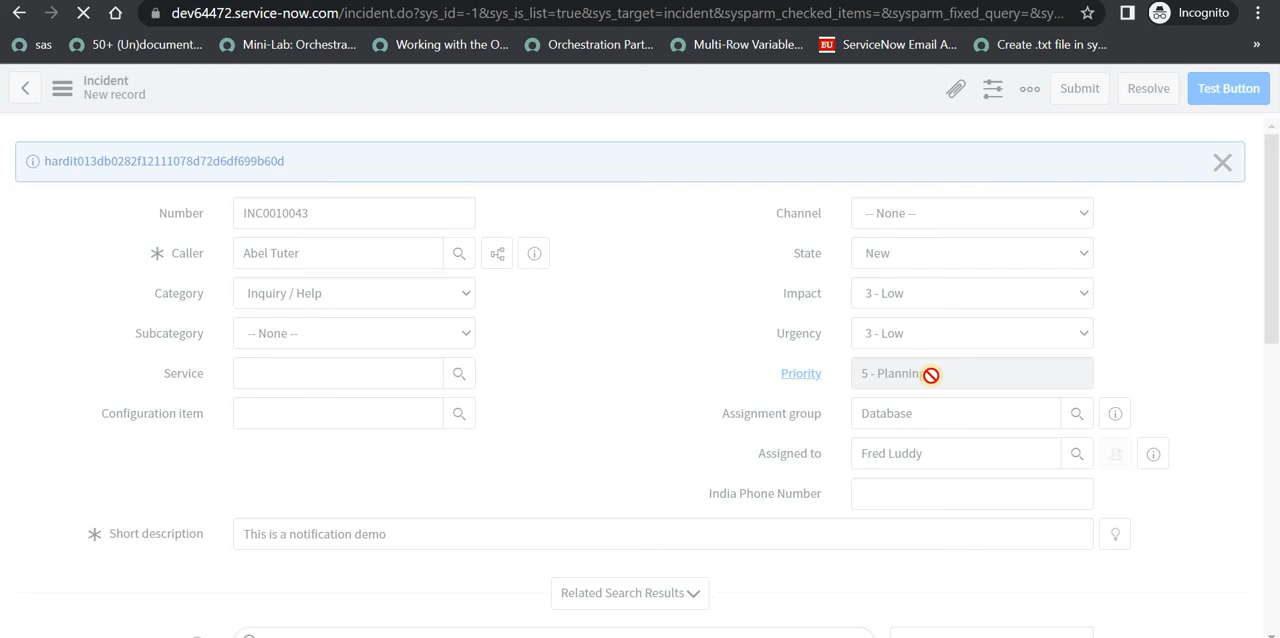 dev64472.service-now.com/incident.do?sys_id=-1&sys_is_list=true&sys_target=incident&sysparm_checked_items=&sysparm_fixed_query=&sy...
Incognito
sas
50+ (Un)document...
Mini-Lab: Orchestra...
Working with the O...
Orchestration Part...
Multi-Row Variable...
BU
ServiceNow Email A...
Create .txt file in sy...
»
Incident
New record
Submit
Resolve
Test Button
hardit013db0282f12111078d72d6df699b60d
Number
INC0010043
Channel
-- None --
Caller
Abel Tuter
State
New
Category
Inquiry / Help
Impact
3 - Low
Subcategory
-- None --
Urgency
3 - Low
Service
Priority
5 - Planning
Configuration item
Assignment group
Database
Assigned to
Fred Luddy
India Phone Number
Short description
This is a notification demo
Related Search Results